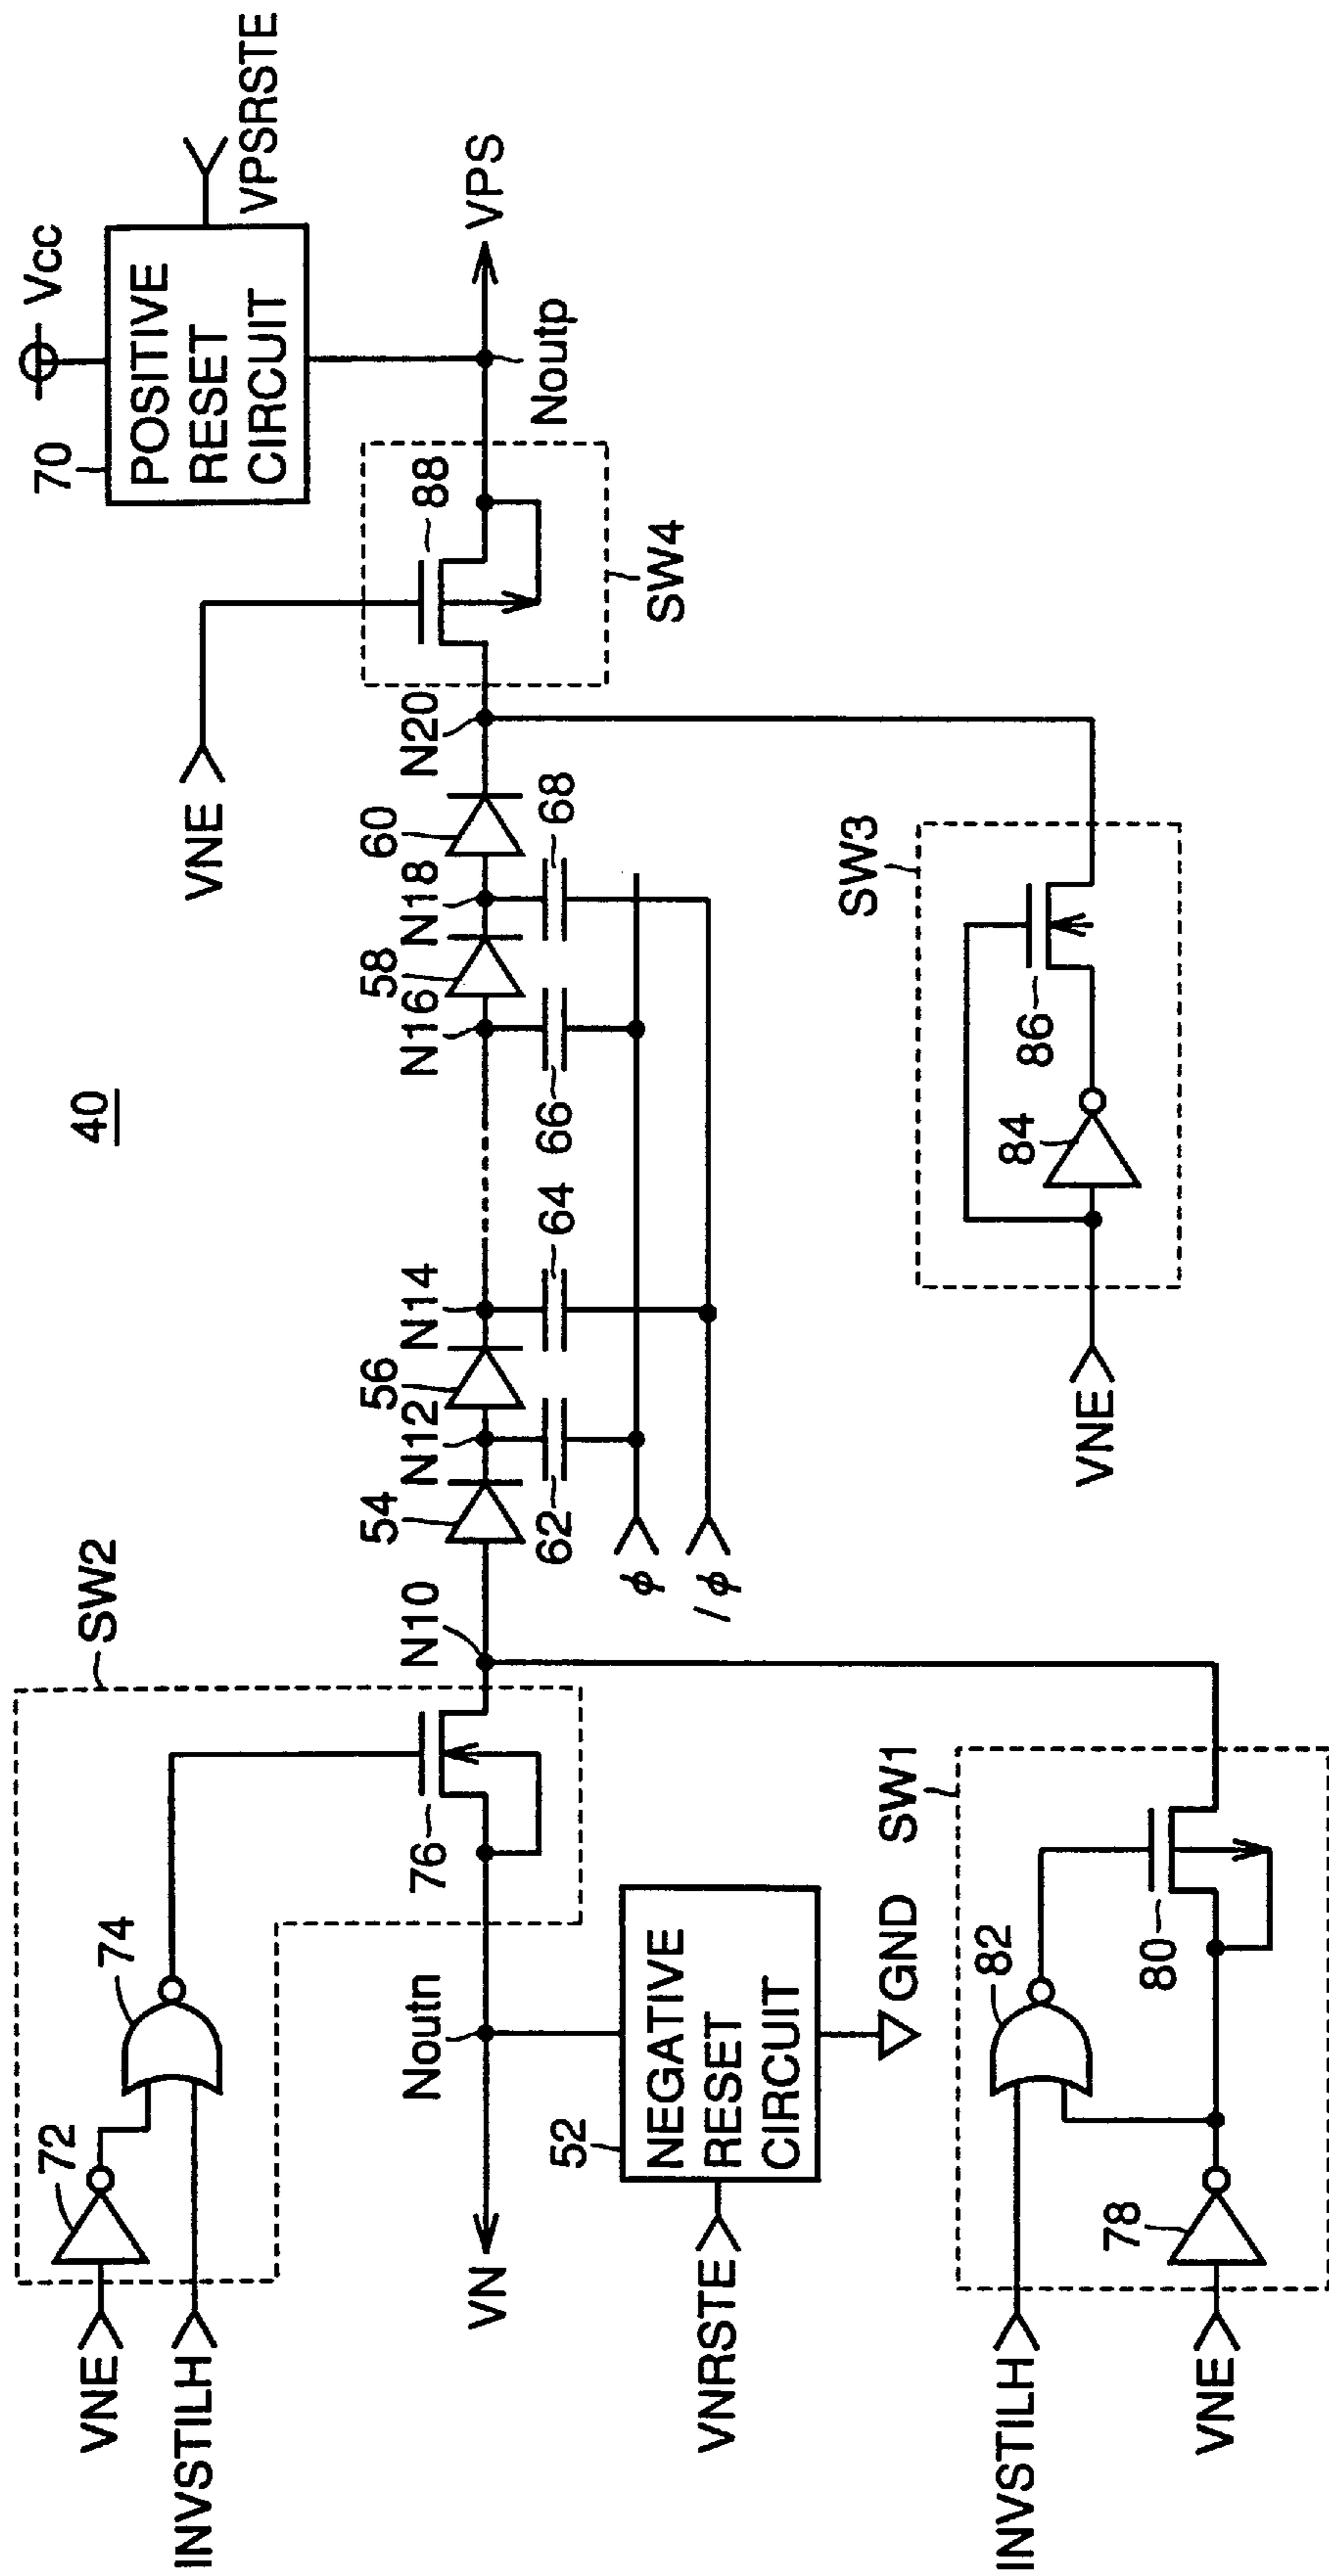 40
SW2
VNE
72
74
INVSTILH
76
VN
Noutn
N10
54
N12
56
N14
N16
58
N18
60
N20
62
64
66
68
φ
/φ
VNE
88
SW4
Noutp
VPS
70
POSITIVE
RESET
CIRCUIT
Vcc
VPSRSTE
52
NEGATIVE
RESET
CIRCUIT
VNRSTE
GND
SW1
INVSTILH
82
VNE
78
80
SW3
VNE
84
86